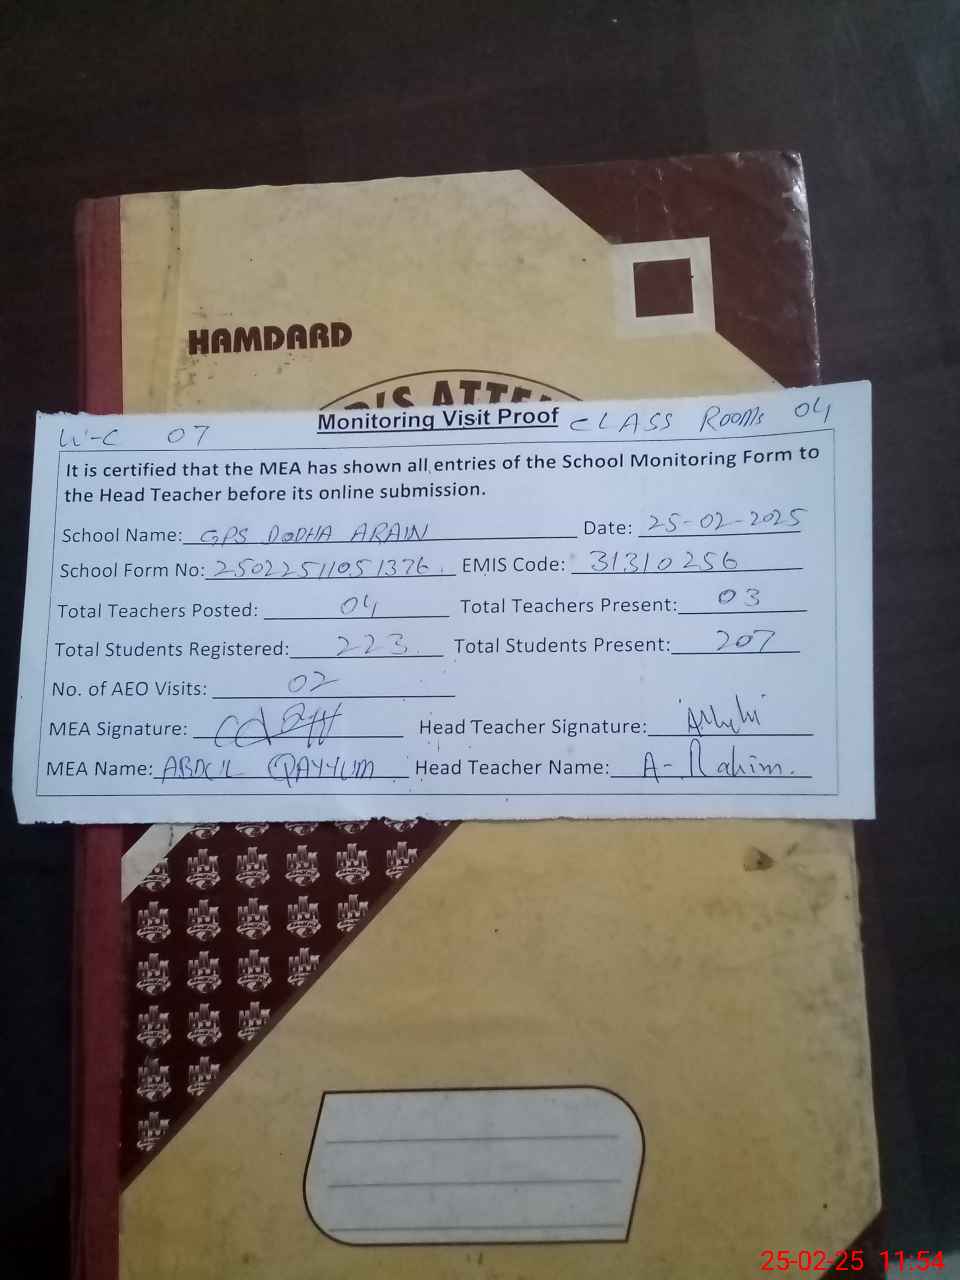 HAMDARD
'S ATTE
W-C 07 Monitoring Visit Proof CLASS ROOMS 04
It is certified that the MEA has shown all entries of the School Monitoring Form to
the Head Teacher before its online submission.
School Name: GPS DODHA ARAIN Date: 25-02-2025
School Form No: 25022511051376 EMIS Code: 31310256
Total Teachers Posted: 04 Total Teachers Present: 03
Total Students Registered: 223 Total Students Present: 207
No. of AEO Visits: 02
MEA Signature: Head Teacher Signature:
MEA Name: ABDUL QAYYUM Head Teacher Name: A- Rahim.
25-02-25 11:54